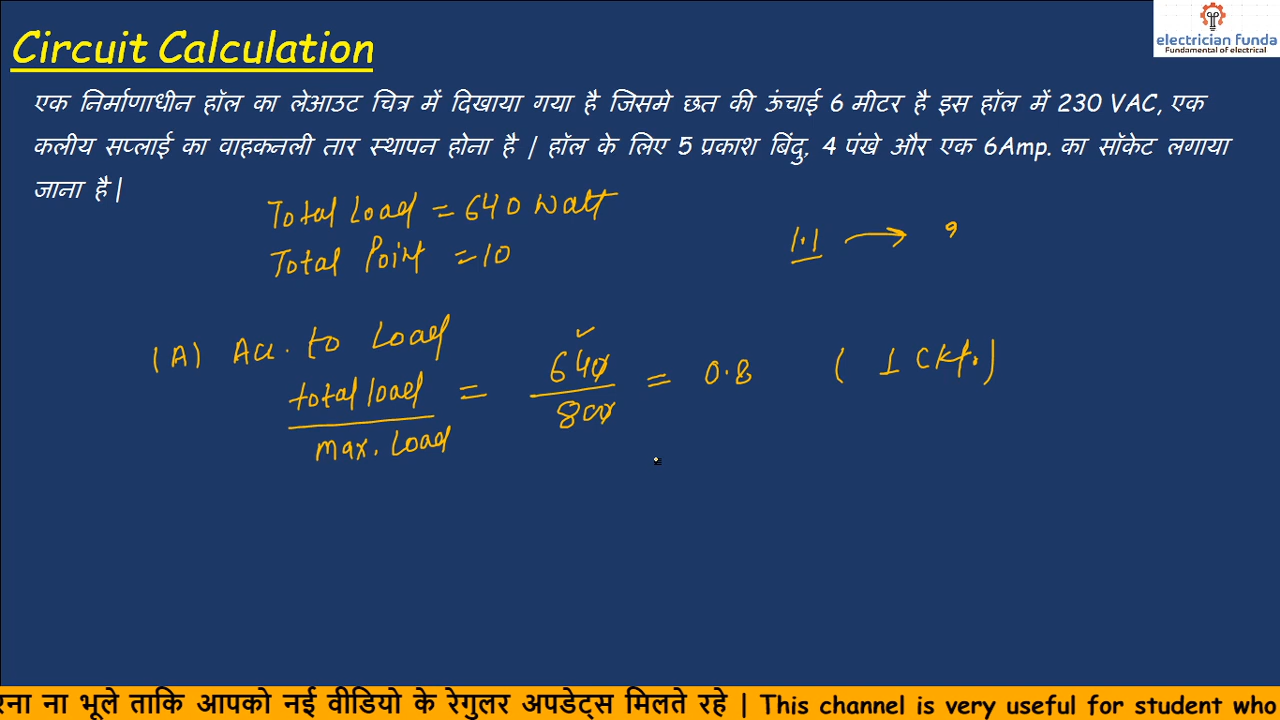 Circuit Calculation
electrician funda
Fundamental of electrical
एक निर्माणाधीन हॉल का लेआउट चित्र में दिखाया गया है जिसमे छत की ऊंचाई 6 मीटर है इस हॉल में 230 VAC, एक
कलीय सप्लाई का वाहकनली तार स्थापन होना है | हॉल के लिए 5 प्रकाश बिंदु, 4 पंखे और एक 6Amp. का सॉकेट लगाया
जाना है |
Total Load = 640 Watt
Total Point = 10
1.1 →
(A) Acc. to Load
total load / max. Load = 640 / 800 = 0.8 ( 1 Ckt. )
रना ना भूले ताकि आपको नई वीडियो के रेगुलर अपडेट्स मिलते रहे | This channel is very useful for student who